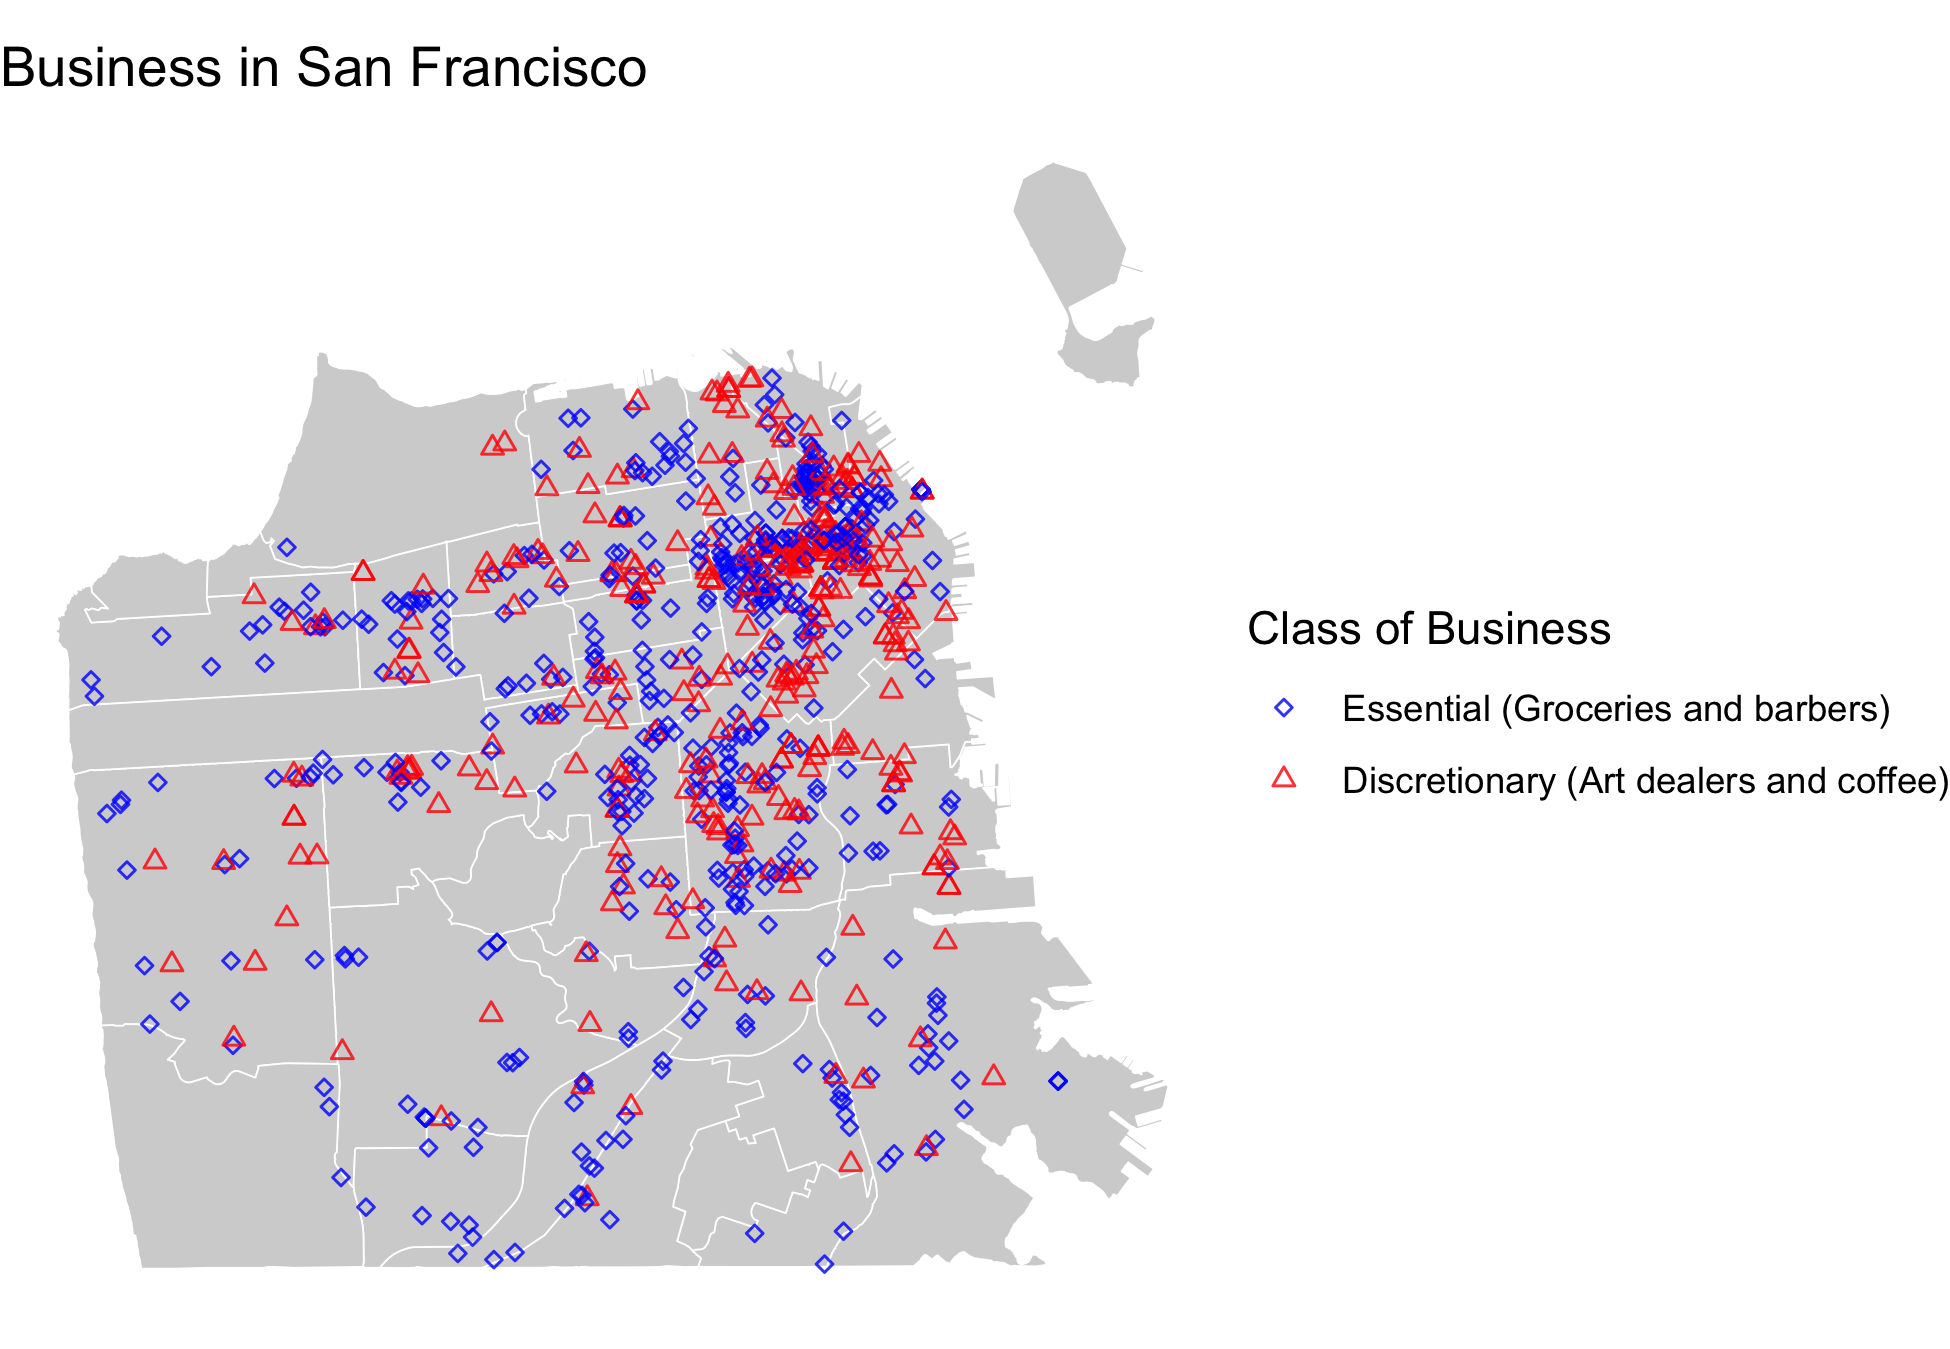 Business in San Francisco
Class of Business
Essential (Groceries and barbers)
Discretionary (Art dealers and coffee)